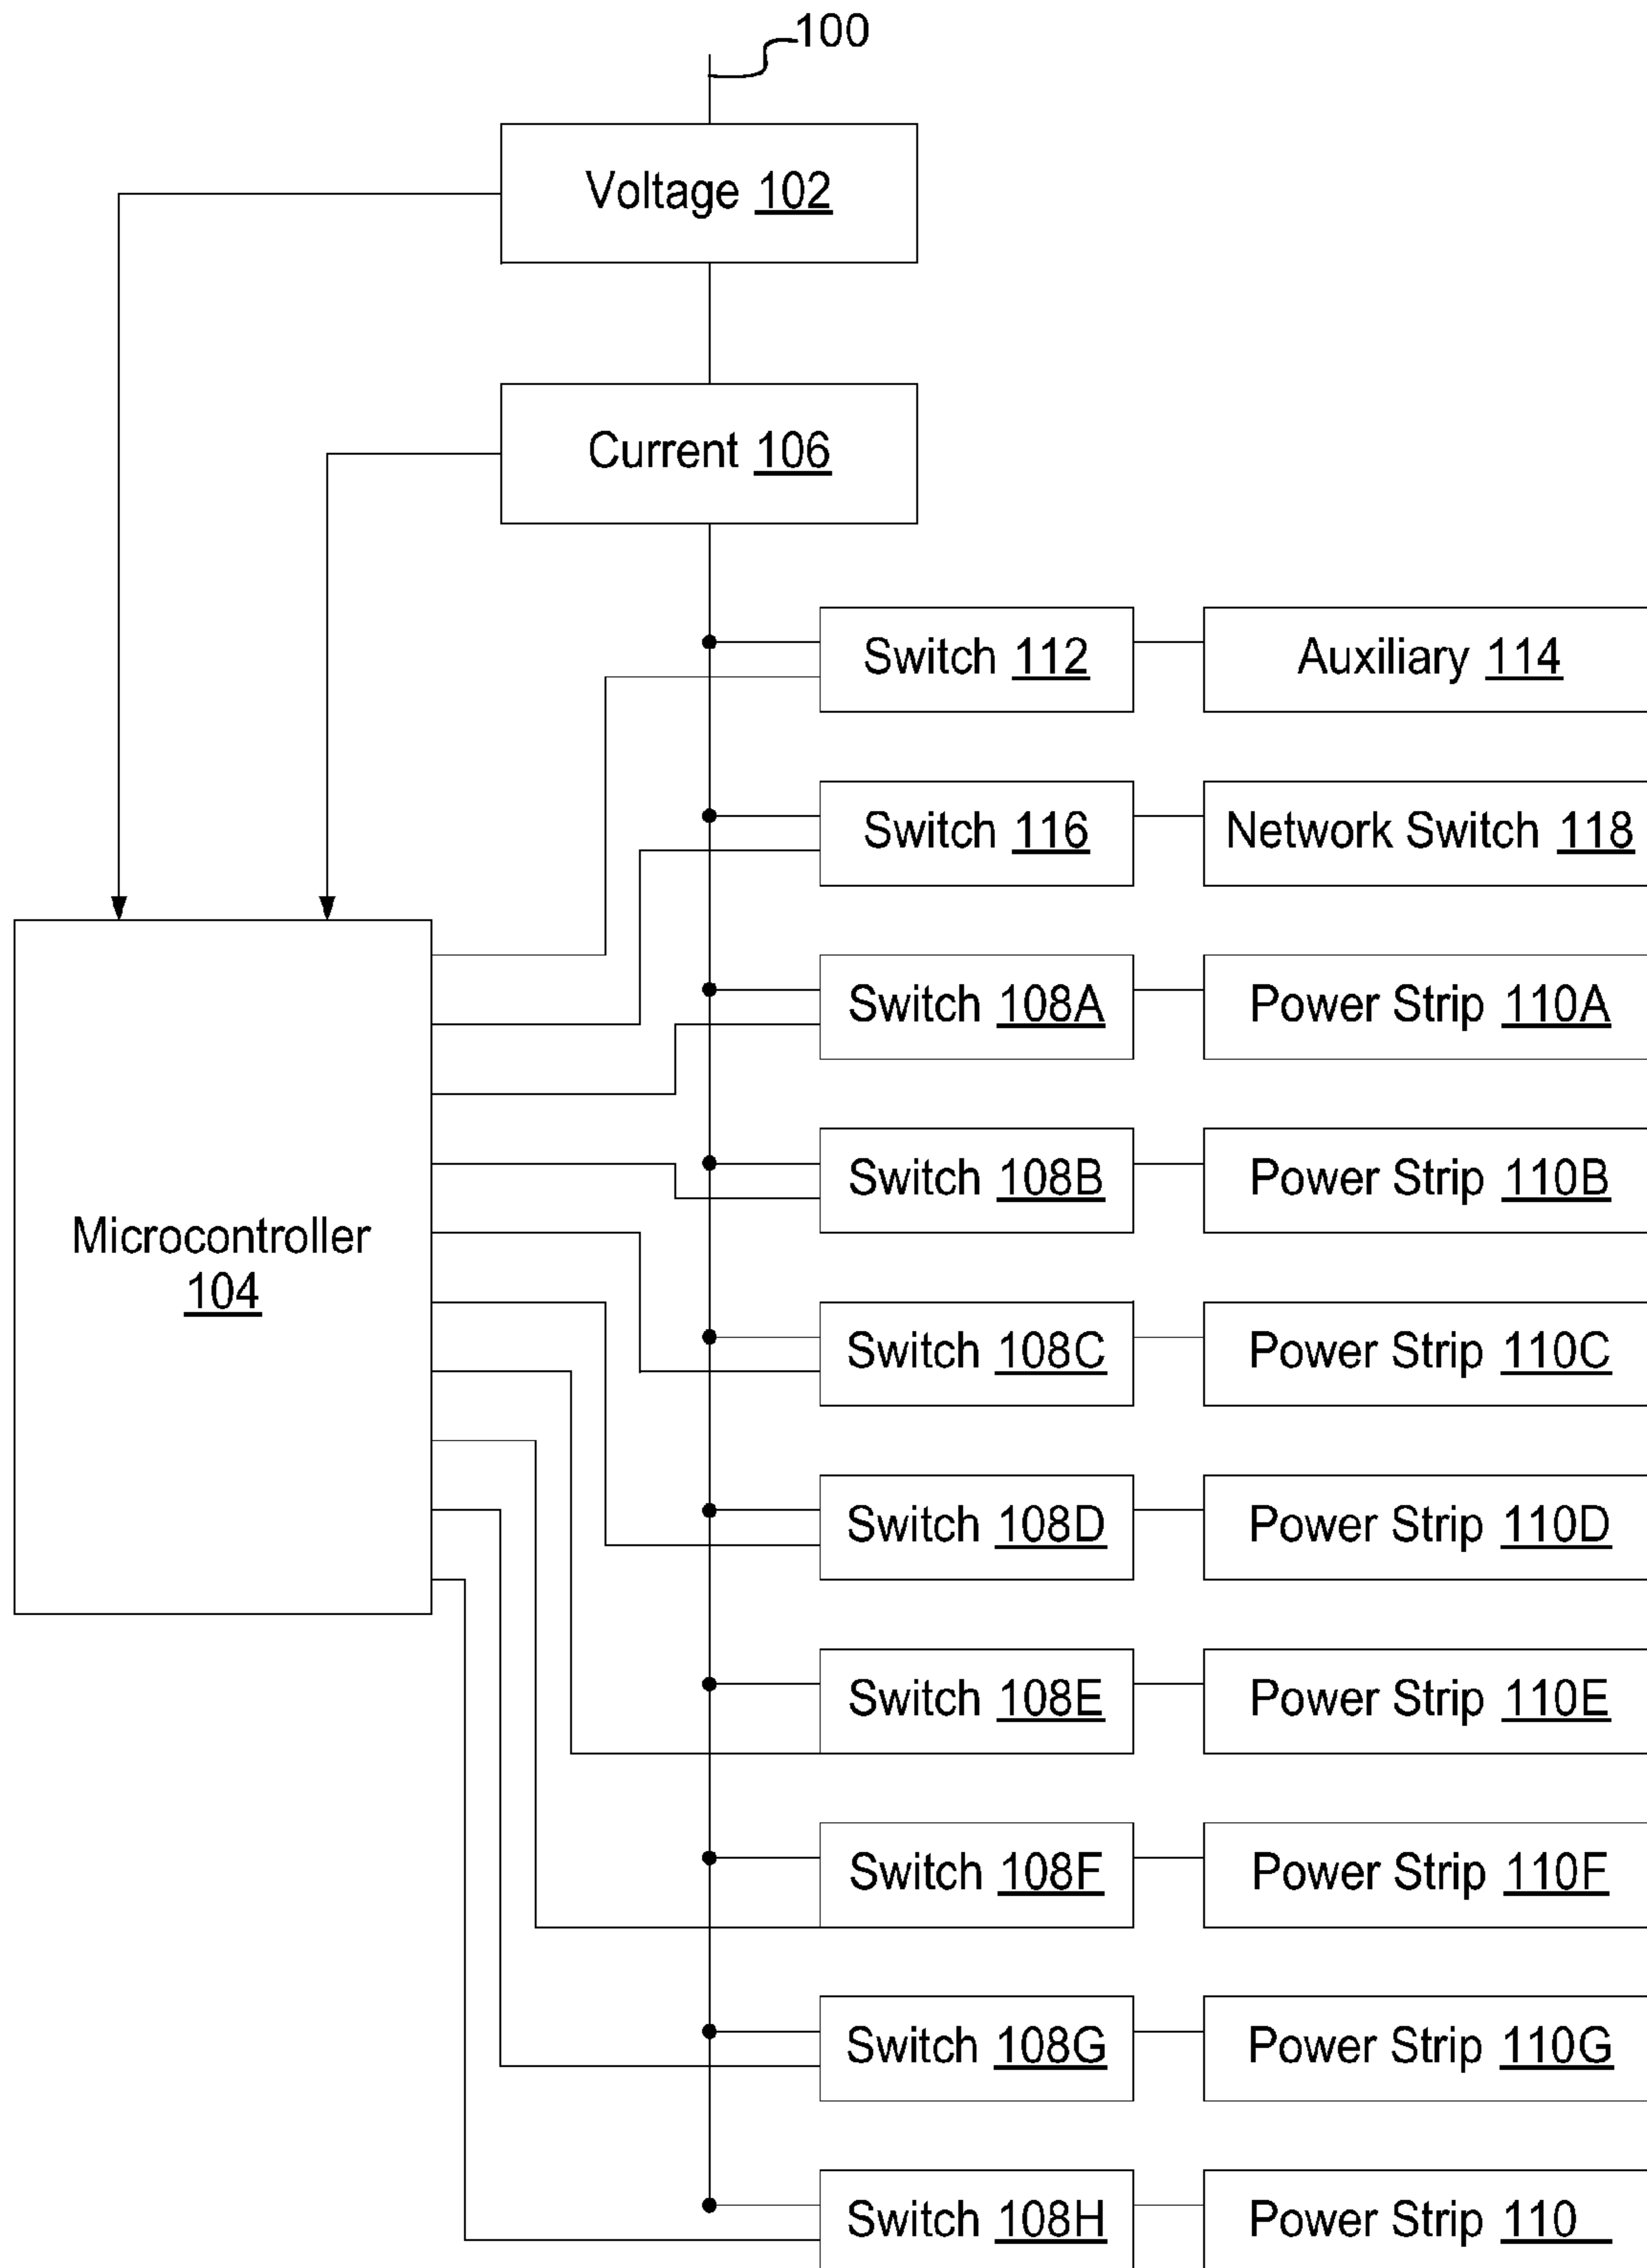 100
Voltage 102
Current 106
Switch 112
Auxiliary 114
Switch 116
Network Switch 118
Switch 108A
Power Strip 110A
Switch 108B
Power Strip 110B
Microcontroller
104
Switch 108C
Power Strip 110C
Switch 108D
Power Strip 110D
Switch 108E
Power Strip 110E
Switch 108F
Power Strip 110F
Switch 108G
Power Strip 110G
Switch 108H
Power Strip 110